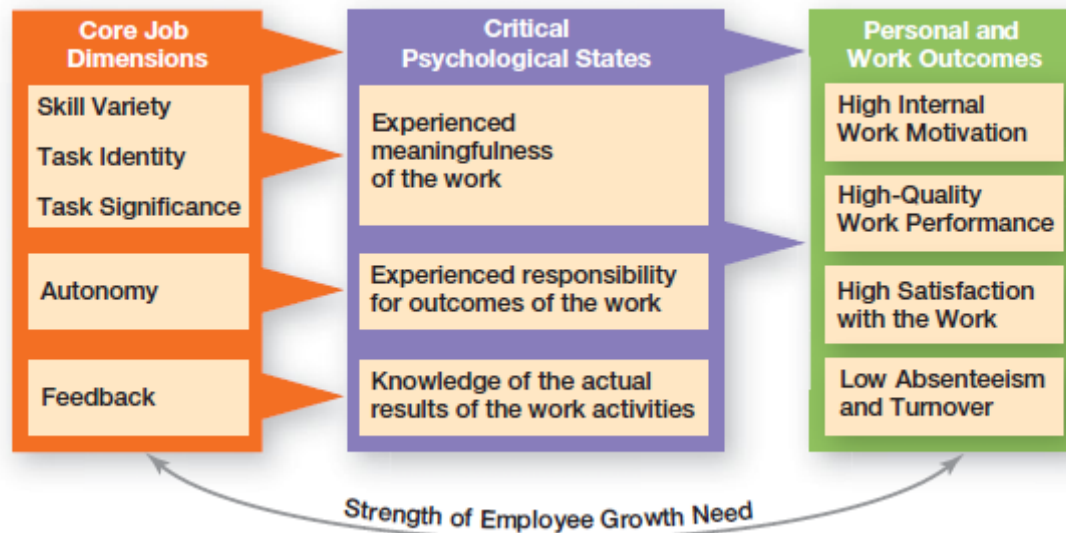 Core Job
Dimensions
Skill Variety
Task Identity
Task Significance
Autonomy
Feedback
Critical
Psychological States
Experienced
meaningfulness
of the work
Experienced responsibility
for outcomes of the work
Knowledge of the actual
results of the work activities
Personal and
Work Outcomes
High Internal
Work Motivation
High-Quality
Work Performance
High Satisfaction
with the Work
Low Absenteeism
and Turnover
Strength of Employee Growth Need